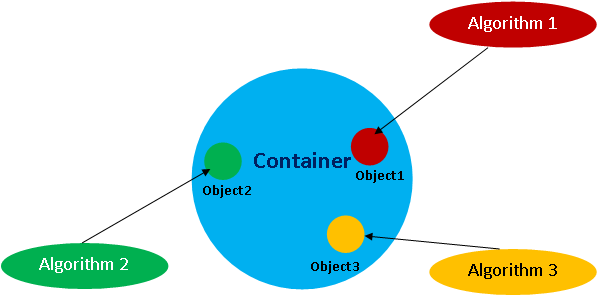 Algorithm 1
Container
Object1
Object2
Algorithm 2
Object3
Algorithm 3